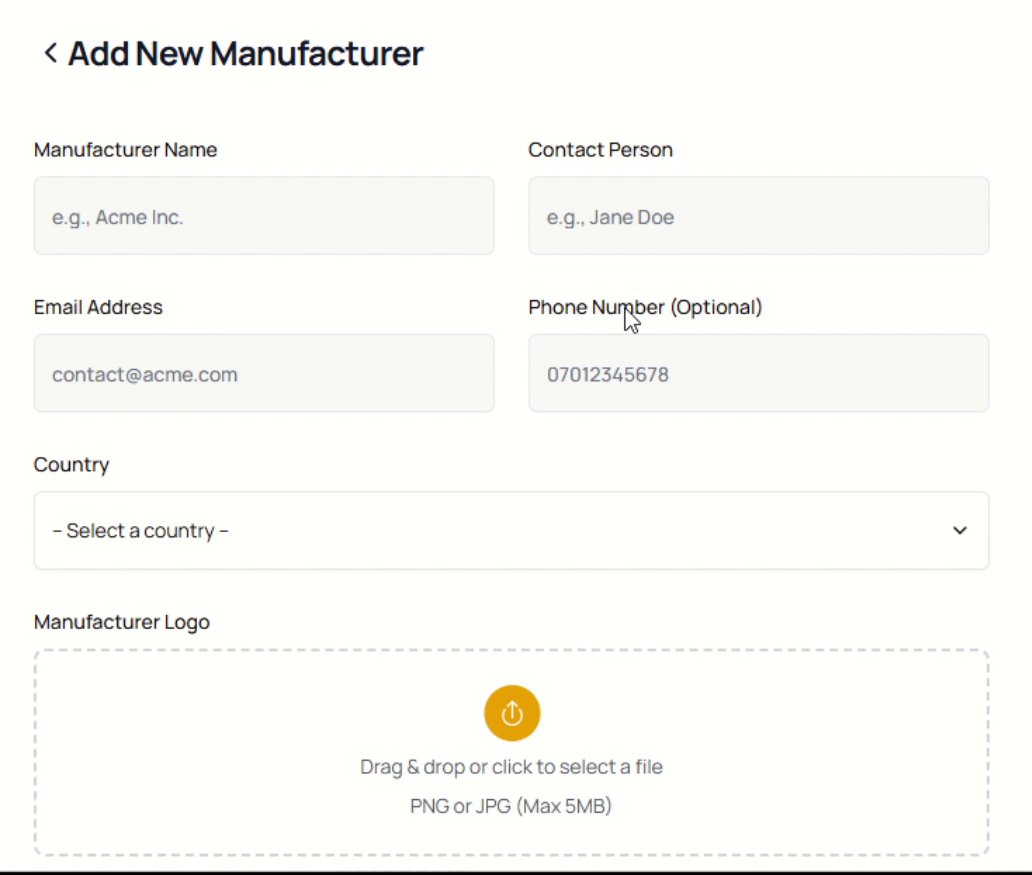 Add New Manufacturer
Manufacturer Name
Contact Person
e.g., Acme Inc.
e.g., Jane Doe
Email Address
Phone Number (Optional)
contact@acme.com
07012345678
Country
– Select a country –
Manufacturer Logo
Drag & drop or click to select a file
PNG or JPG (Max 5MB)